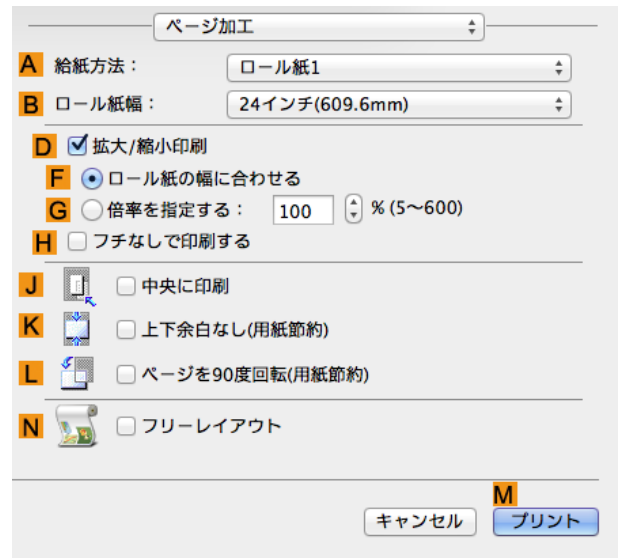 ページ加工
A 給紙方法： ロール紙1
B ロール紙幅： 24インチ(609.6mm)
D 拡大/縮小印刷
F ロール紙の幅に合わせる
G 倍率を指定する： 100 % (5～600)
H フチなしで印刷する
J 中央に印刷
K 上下余白なし(用紙節約)
L ページを90度回転(用紙節約)
N フリーレイアウト
M
キャンセル プリント